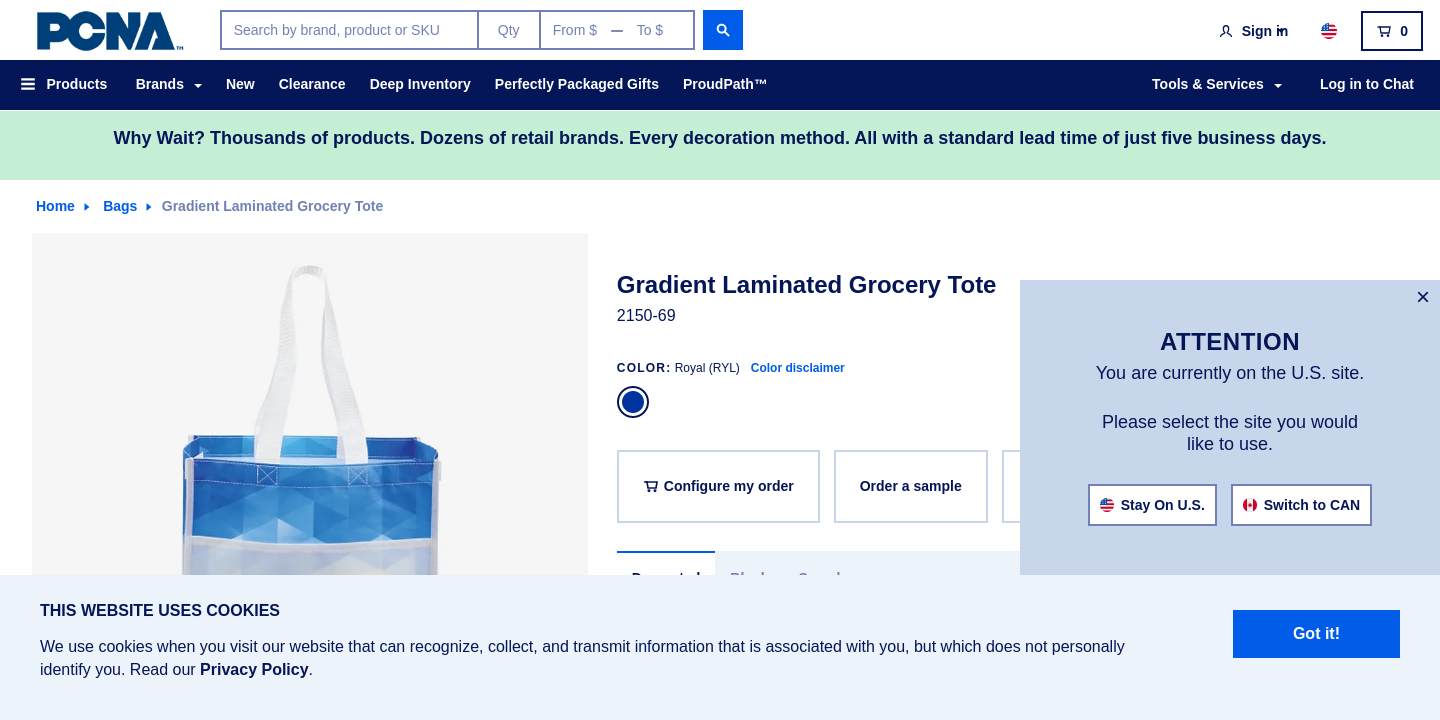 PCNA™
Search by brand, product or SKU
Qty
From $ — To $
Sign in
0
Products
Brands
New
Clearance
Deep Inventory
Perfectly Packaged Gifts
ProudPath™
Tools & Services
Log in to Chat
Why Wait? Thousands of products. Dozens of retail brands. Every decoration method. All with a standard lead time of just five business days.
Home
Bags
Gradient Laminated Grocery Tote
Gradient Laminated Grocery Tote
2150-69
COLOR: Royal (RYL) Color disclaimer
Configure my order
Order a sample
×
ATTENTION
You are currently on the U.S. site.
Please select the site you would
like to use.
Stay On U.S.
Switch to CAN
THIS WEBSITE USES COOKIES
We use cookies when you visit our website that can recognize, collect, and transmit information that is associated with you, but which does not personally
identify you. Read our Privacy Policy.
Got it!